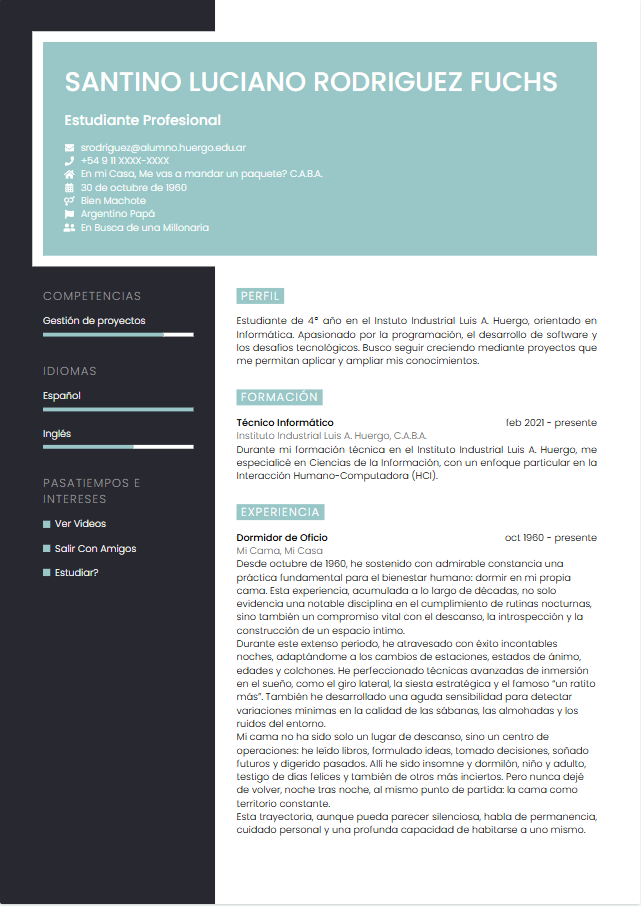 SANTINO LUCIANO RODRIGUEZ FUCHS
Estudiante Profesional
srodriguez@alumno.huergo.edu.ar
+54 9 11 XXXX-XXXX
En mi Casa, Me vas a mandar un paquete? C.A.B.A.
30 de octubre de 1960
Bien Machote
Argentino Papá
En Busca de una Millonaria
COMPETENCIAS
Gestión de proyectos
IDIOMAS
Español
Inglés
PASATIEMPOS E
INTERESES
Ver Videos
Salir Con Amigos
Estudiar?
PERFIL
Estudiante de 4° año en el Instuto Industrial Luis A. Huergo, orientado en
Informática. Apasionado por la programación, el desarrollo de software y
los desafíos tecnológicos. Busco seguir creciendo mediante proyectos que
me permitan aplicar y ampliar mis conocimientos.
FORMACIÓN
Técnico Informático feb 2021 - presente
Instituto Industrial Luis A. Huergo, C.A.B.A.
Durante mi formación técnica en el Instituto Industrial Luis A. Huergo, me
especialicé en Ciencias de la Información, con un enfoque particular en la
Interacción Humano-Computadora (HCI).
EXPERIENCIA
Dormidor de Oficio oct 1960 - presente
Mi Cama, Mi Casa
Desde octubre de 1960, he sostenido con admirable constancia una
práctica fundamental para el bienestar humano: dormir en mi propia
cama. Esta experiencia, acumulada a lo largo de décadas, no solo
evidencia una notable disciplina en el cumplimiento de rutinas nocturnas,
sino también un compromiso vital con el descanso, la introspección y la
construcción de un espacio íntimo.
Durante este extenso período, he atravesado con éxito incontables
noches, adaptándome a los cambios de estaciones, estados de ánimo,
edades y colchones. He perfeccionado técnicas avanzadas de inmersión
en el sueño, como el giro lateral, la siesta estratégica y el famoso “un ratito
más”. También he desarrollado una aguda sensibilidad para detectar
variaciones mínimas en la calidad de las sábanas, las almohadas y los
ruidos del entorno.
Mi cama no ha sido solo un lugar de descanso, sino un centro de
operaciones: he leído libros, formulado ideas, tomado decisiones, soñado
futuros y digerido pasados. Allí he sido insomne y dormilón, niño y adulto,
testigo de días felices y también de otros más inciertos. Pero nunca dejé
de volver, noche tras noche, al mismo punto de partida: la cama como
territorio constante.
Esta trayectoria, aunque pueda parecer silenciosa, habla de permanencia,
cuidado personal y una profunda capacidad de habitarse a uno mismo.